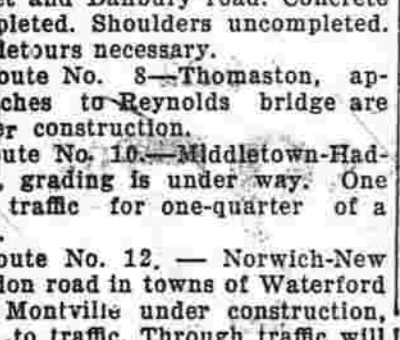 and Danbury road. Concrete
pleted. Shoulders uncompleted.
detours necessary.
oute No. 8—Thomaston, ap-
ches to Reynolds bridge are
er construction.
ute No. 10.—Middletown-Had-
, grading is under way. One
traffic for one-quarter of a
.
oute No. 12. — Norwich-New
don road in towns of Waterford
Montville under construction,
to traffic. Through traffic will